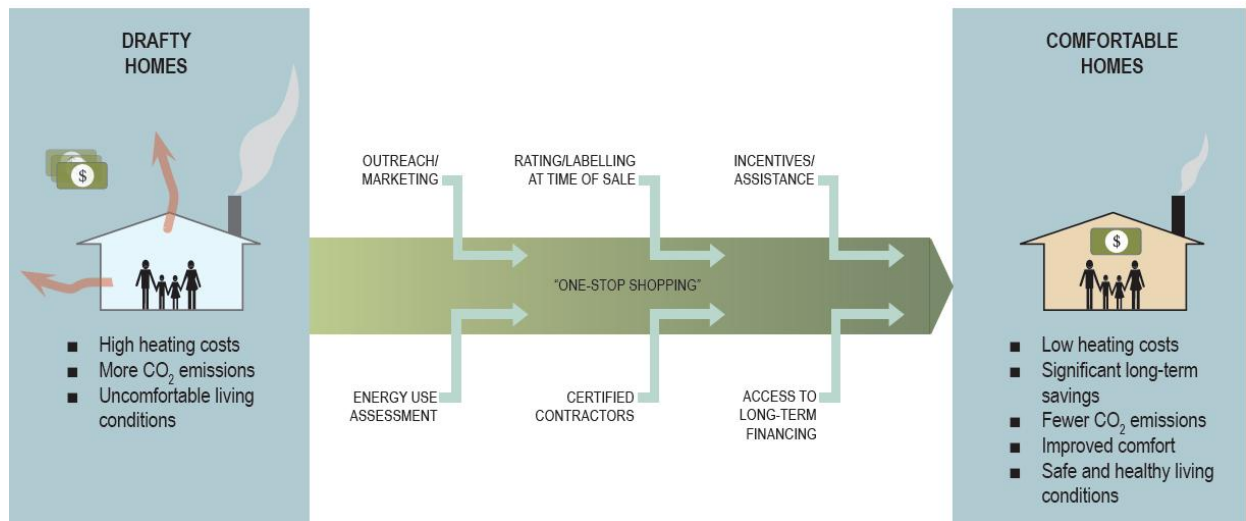 DRAFTY
HOMES
$
■ High heating costs
■ More CO₂ emissions
■ Uncomfortable living
conditions
OUTREACH/
MARKETING
RATING/LABELLING
AT TIME OF SALE
INCENTIVES/
ASSISTANCE
"ONE-STOP SHOPPING"
ENERGY USE
ASSESSMENT
CERTIFIED
CONTRACTORS
ACCESS TO
LONG-TERM
FINANCING
COMFORTABLE
HOMES
$
■ Low heating costs
■ Significant long-term
savings
■ Fewer CO₂ emissions
■ Improved comfort
■ Safe and healthy living
conditions